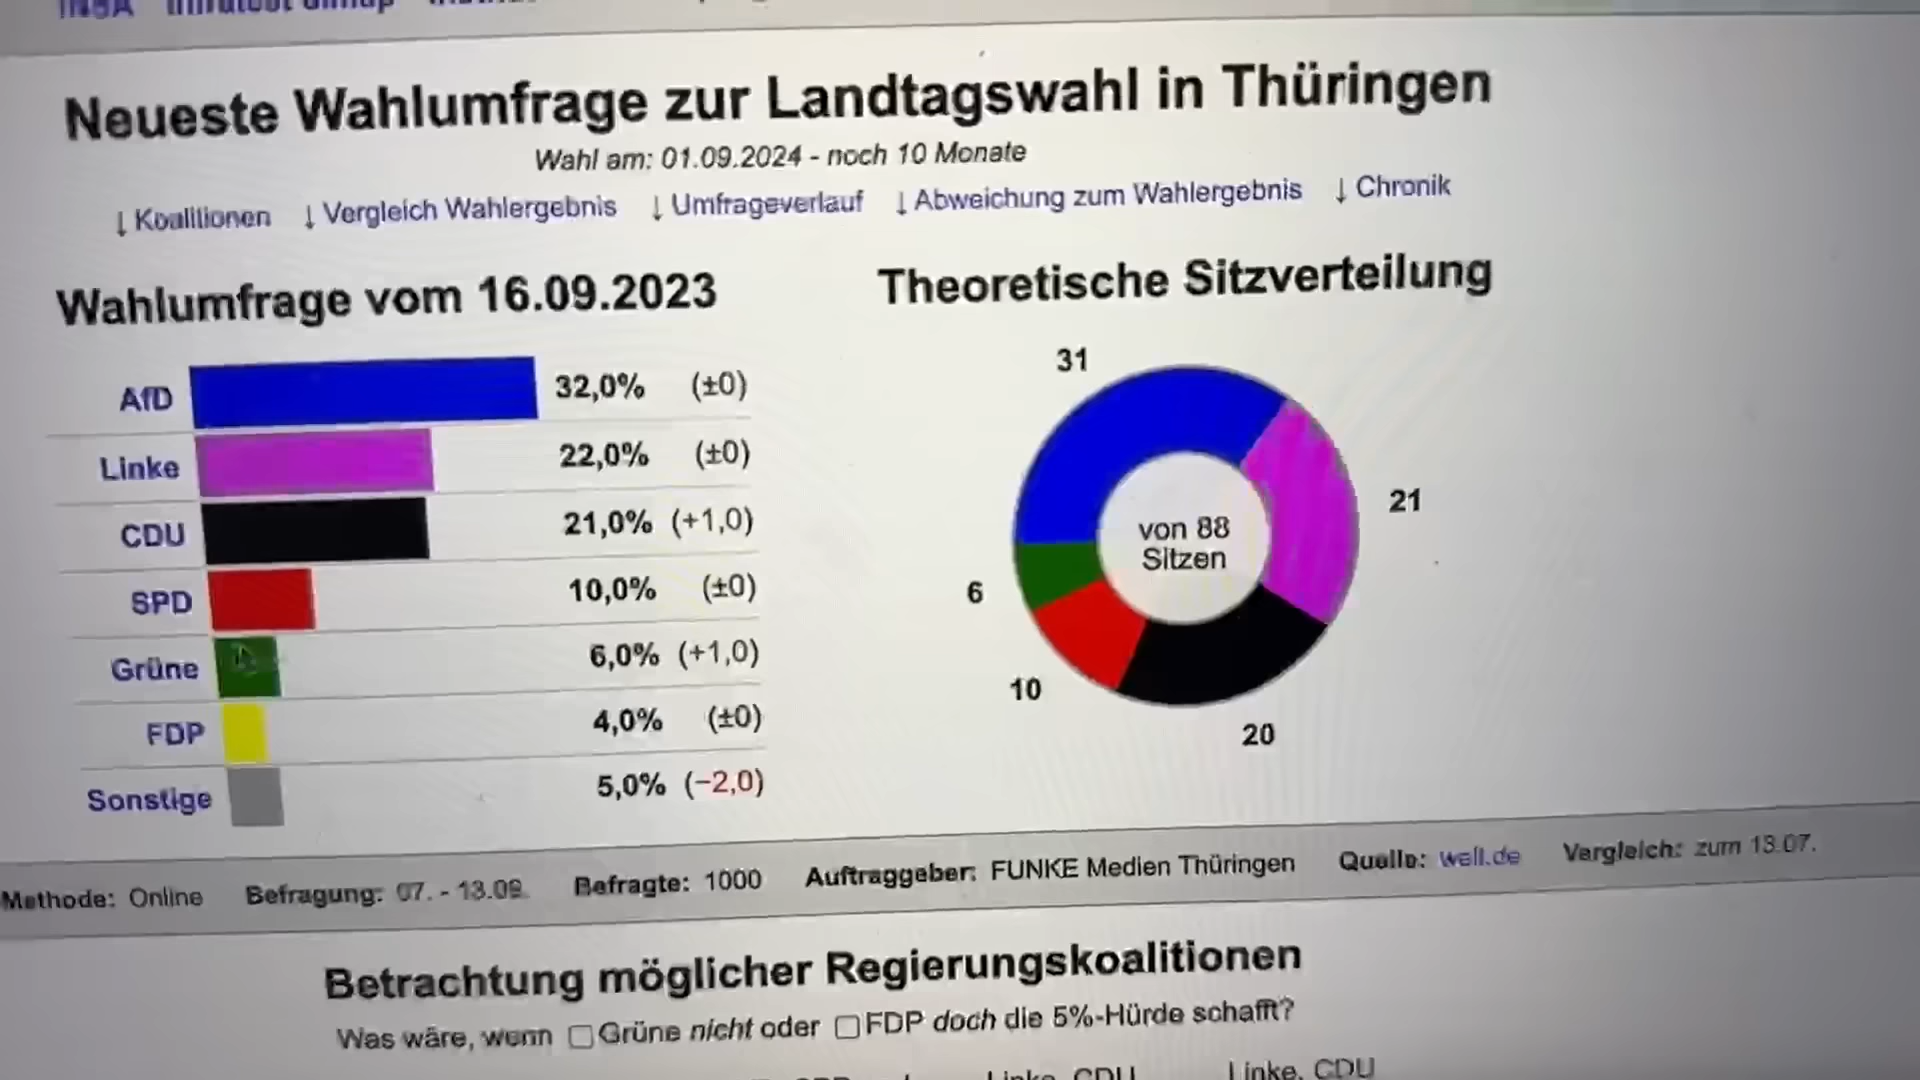 INSA
Neueste Wahlumfrage zur Landtagswahl in Thüringen
Wahl am: 01.09.2024 - noch 10 Monate
↓ Koalitionen ↓ Vergleich Wahlergebnis ↓ Umfrageverlauf ↓ Abweichung zum Wahlergebnis ↓ Chronik
Wahlumfrage vom 16.09.2023
AfD 32,0% (±0)
Linke 22,0% (±0)
CDU 21,0% (+1,0)
SPD 10,0% (±0)
Grüne 6,0% (+1,0)
FDP 4,0% (±0)
Sonstige 5,0% (−2,0)
Theoretische Sitzverteilung
31
21
von 88
Sitzen
6
10
20
Methode: Online Befragung: 07. - 13.09. Befragte: 1000 Auftraggeber: FUNKE Medien Thüringen Quelle: welt.de Vergleich: zum 13.07.
Betrachtung möglicher Regierungskoalitionen
Was wäre, wenn Grüne nicht oder FDP doch die 5%-Hürde schafft?
Linke, CDU Linke, CDU